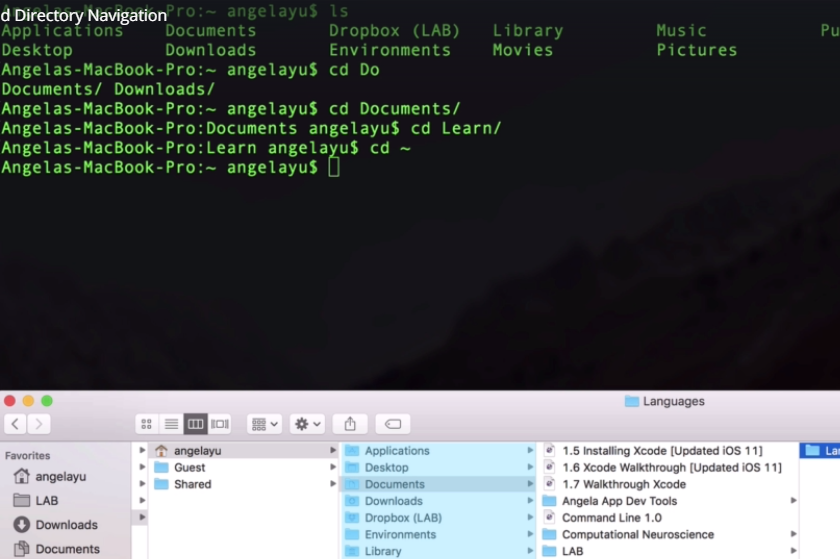 d Directory Navigation
Pro:~ angelayu$ ls
Applications Documents Dropbox (LAB) Library Music Pu
Desktop Downloads Environments Movies Pictures
Angelas-MacBook-Pro:~ angelayu$ cd Do
Documents/ Downloads/
Angelas-MacBook-Pro:~ angelayu$ cd Documents/
Angelas-MacBook-Pro:Documents angelayu$ cd Learn/
Angelas-MacBook-Pro:Learn angelayu$ cd ~
Angelas-MacBook-Pro:~ angelayu$
Languages
Favorites
angelayu
LAB
Downloads
Documents
angelayu
Guest
Shared
Applications
Desktop
Documents
Downloads
Dropbox (LAB)
Environments
Library
1.5 Installing Xcode [Updated iOS 11]
1.6 Xcode Walkthrough [Updated iOS 11]
1.7 Walkthrough Xcode
Angela App Dev Tools
Command Line 1.0
Computational Neuroscience
LAB
La